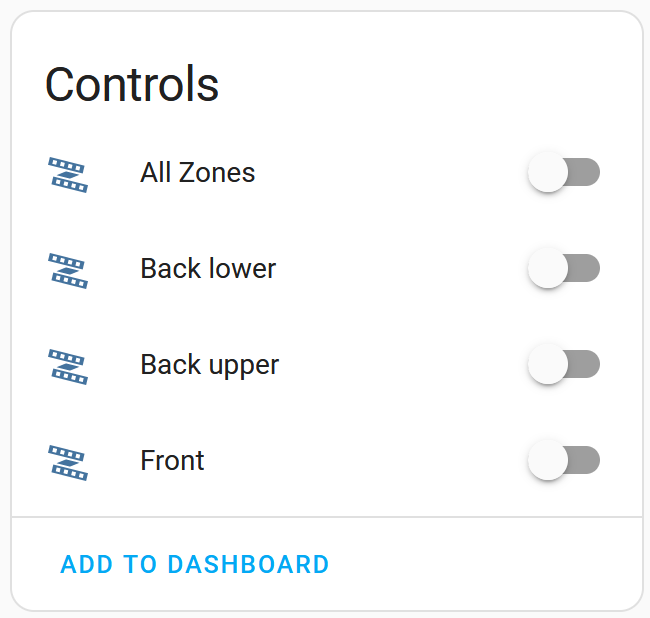 Controls
All Zones
Back lower
Back upper
Front
ADD TO DASHBOARD